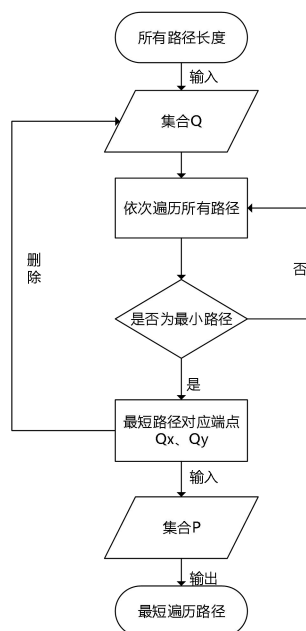 所有路径长度
输入
集合Q
依次遍历所有路径
删除
否
是否为最小路径
是
最短路径对应端点
Qx、Qy
输入
集合P
输出
最短遍历路径